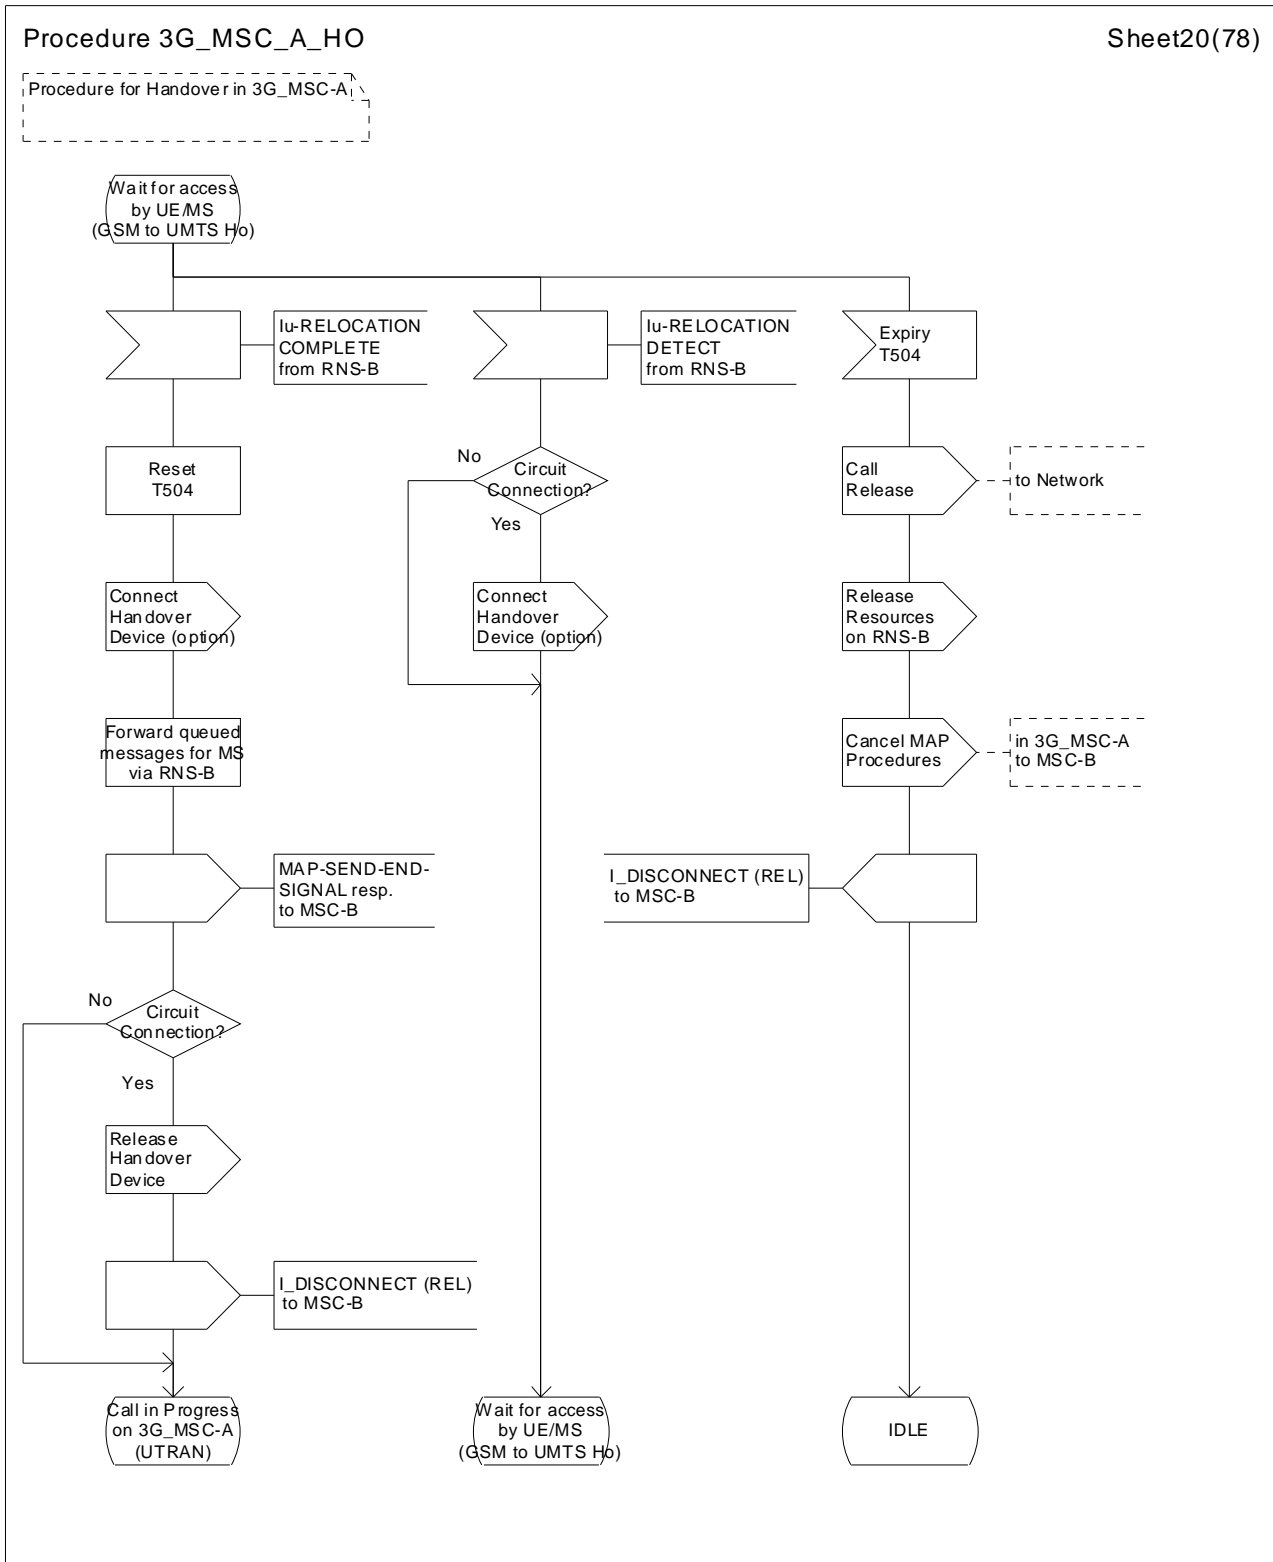 Procedure 3G_MSC_A_HO
Sheet20(78)
Procedure for Handover in 3G_MSC-A
Wait for access
by UE/MS
(GSM to UMTS Ho)
Iu-RELOCATION
COMPLETE
from RNS-B
Iu-RELOCATION
DETECT
from RNS-B
Expiry
T504
Reset
T504
No
Circuit
Connection?
Yes
Call
Release
to Network
Connect
Handover
Device (option)
Connect
Handover
Device (option)
Release
Resources
on RNS-B
Forward queued
messages for MS
via RNS-B
Cancel MAP
Procedures
in 3G_MSC-A
to MSC-B
MAP-SEND-END-
SIGNAL resp.
to MSC-B
I_DISCONNECT (REL)
to MSC-B
No
Circuit
Connection?
Yes
Release
Handover
Device
I_DISCONNECT (REL)
to MSC-B
Call in Progress
on 3G_MSC-A
(UTRAN)
Wait for access
by UE/MS
(GSM to UMTS Ho)
IDLE